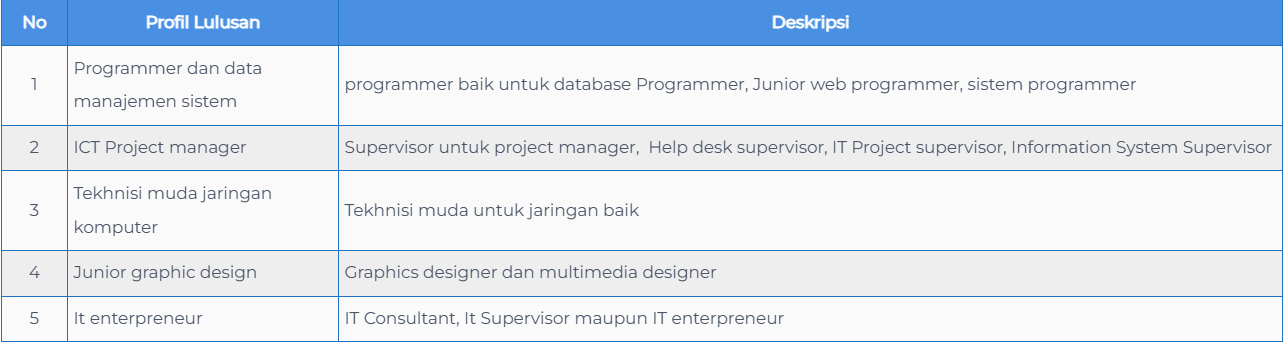 No Profil Lulusan Deskripsi
1 Programmer dan data manajemen sistem programmer baik untuk database Programmer, Junior web programmer, sistem programmer
2 ICT Project manager Supervisor untuk project manager,  Help desk supervisor, IT Project supervisor, Information System Supervisor
3 Tekhnisi muda jaringan komputer Tekhnisi muda untuk jaringan baik
4 Junior graphic design Graphics designer dan multimedia designer
5 It enterpreneur IT Consultant, It Supervisor maupun IT enterpreneur